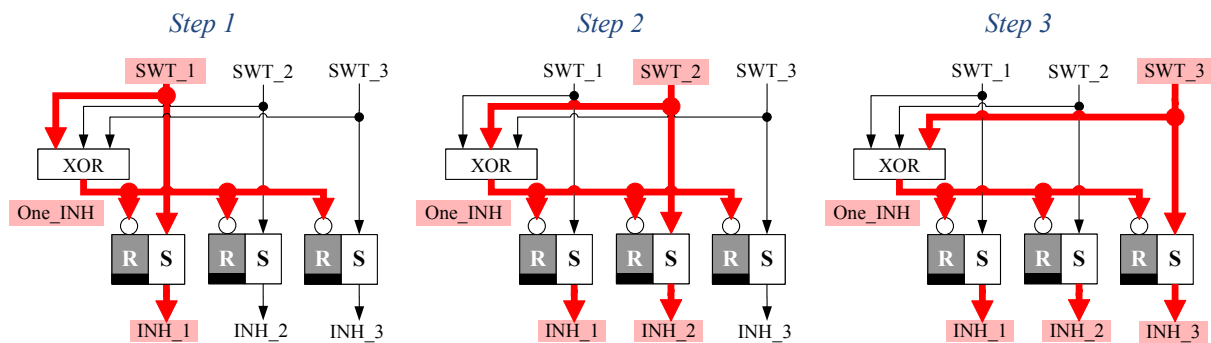 Step 1
SWT_1 SWT_2 SWT_3
XOR
One_INH
R S R S R S
INH_1 INH_2 INH_3
Step 2
SWT_1 SWT_2 SWT_3
XOR
One_INH
R S R S R S
INH_1 INH_2 INH_3
Step 3
SWT_1 SWT_2 SWT_3
XOR
One_INH
R S R S R S
INH_1 INH_2 INH_3